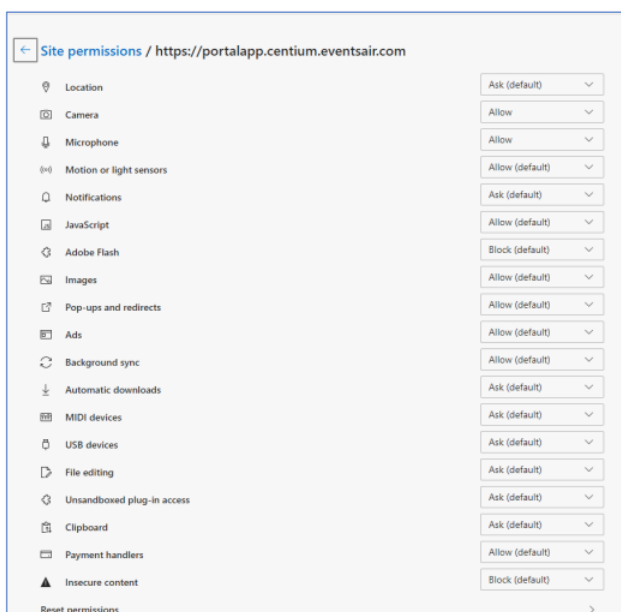 Site permissions / https://portalapp.centium.eventsair.com
Location Ask (default)
Camera Allow
Microphone Allow
Motion or light sensors Allow (default)
Notifications Ask (default)
JavaScript Allow (default)
Adobe Flash Block (default)
Images Allow (default)
Pop-ups and redirects Allow (default)
Ads Allow (default)
Background sync Allow (default)
Automatic downloads Ask (default)
MIDI devices Ask (default)
USB devices Ask (default)
File editing Ask (default)
Unsandboxed plug-in access Ask (default)
Clipboard Ask (default)
Payment handlers Allow (default)
Insecure content Block (default)
Reset permissions